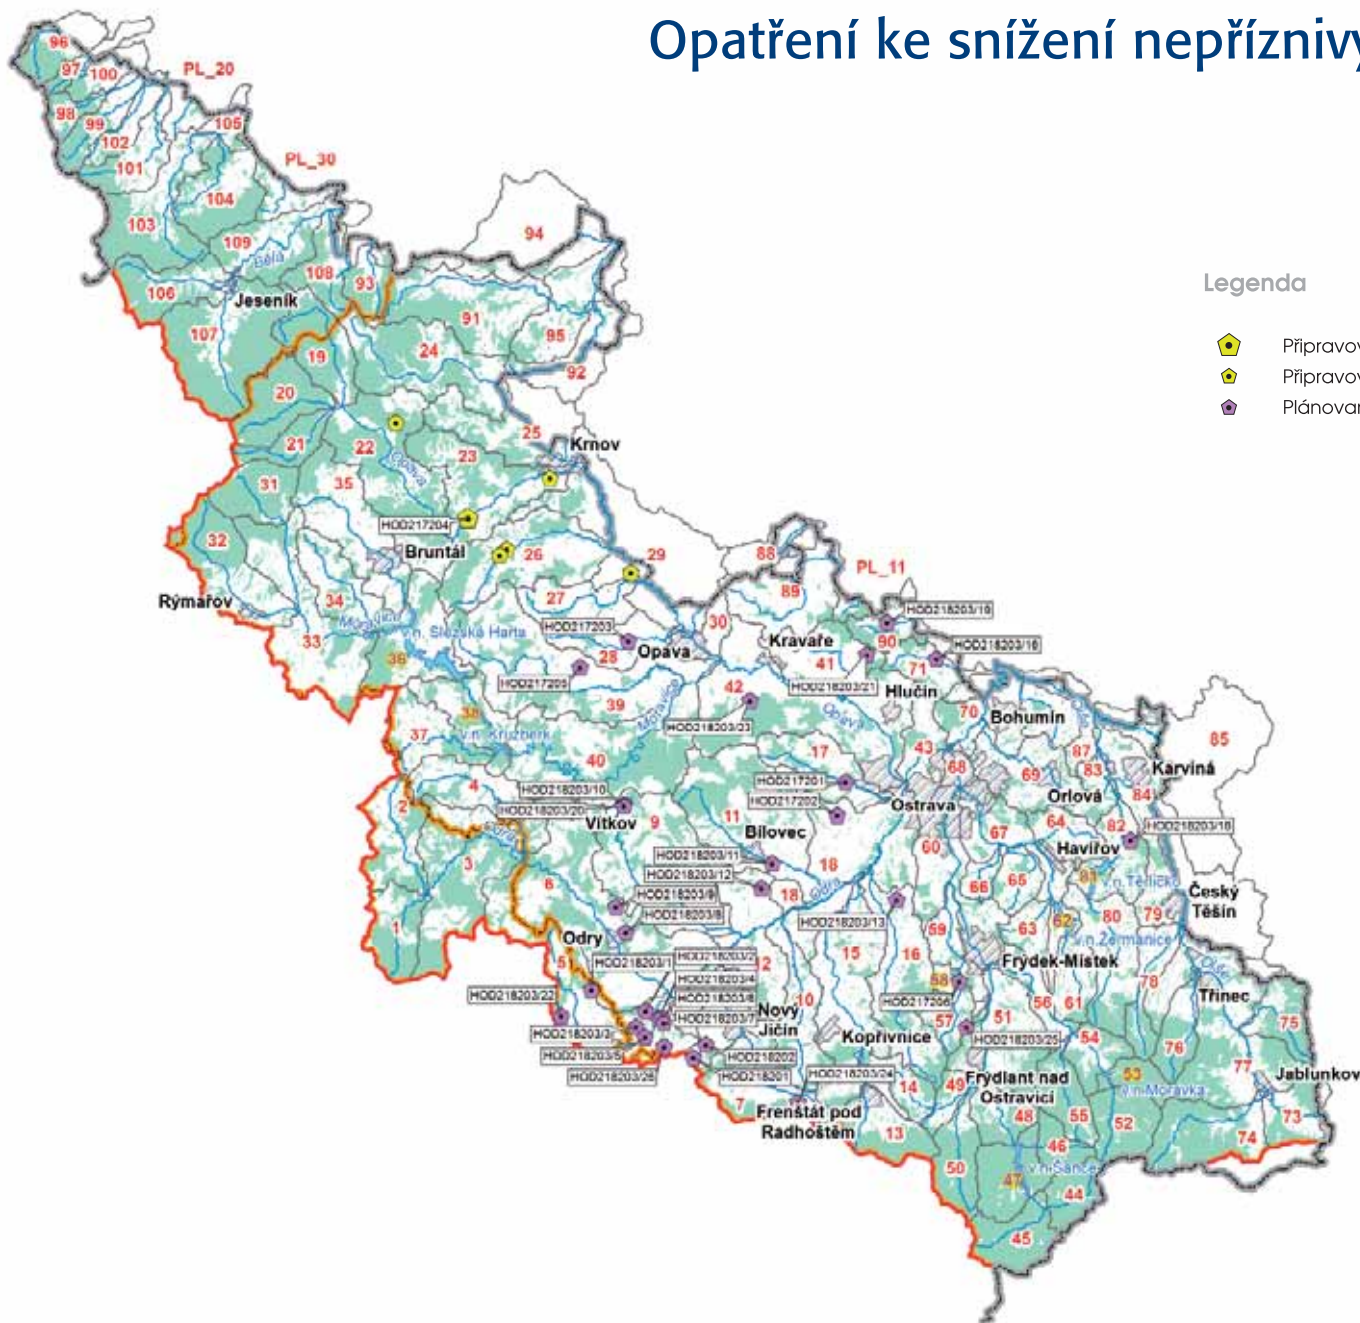 Opatření ke snížení nepříznivý
96
97
100
PL_20
98
99
102
105
101
PL_30
104
103
94
109
Bělá
108
93
106
Jeseník
91
107
95
24
19
92
20
25
Krnov
21
22
23
Opava
35
31
HOD217204
32
Bruntál
26
29
88
PL_11
Rýmařov
34
27
89
HOD218203/19
Moravice
HOD217203
30
33
v.n. Slezská Harta
Opava
Kravaře
90
HOD218203/16
36
28
41
71
HOD217205
HOD218203/21
Hlučín
42
39
Moravice
38
HOD218203/23
Opava
70
Bohumín
Olše
37
v.n. Kružberk
17
43
87
85
40
68
83
Karviná
4
HOD218203/10
HOD217201
69
2
HOD218203/20
HOD217202
Ostrava
Orlová
84
Odra
Vítkov
9
11
Bílovec
64
82
HOD218203/18
67
60
Havířov
3
HOD218203/11
18
81
v.n. Těrlicko
6
HOD218203/12
18
Odra
66
65
Český
Těšín
HOD218203/9
HOD218203/13
62
80
79
1
HOD218203/8
59
63
v.n. Žermanice
Odry
HOD218203/1
HOD218203/2
12
15
16
Frýdek-Místek
Olše
5
HOD218203/4
58
78
HOD218203/22
HOD218203/6
10
HOD217206
56
61
Třinec
HOD218203/7
Nový
Jičín
57
51
75
HOD218203/3
Kopřivnice
HOD218203/25
54
76
HOD218203/5
HOD218202
53
77
HOD218203/26
HOD218201
HOD218203/24
Frýdlant nad
Ostravicí
v.n. Morávka
Jablunkov
7
14
49
Frenštát pod
Radhoštěm
48
55
52
73
13
46
74
50
v.n. Šance
47
44
45
Legenda
Připravov
Připravov
Plánovan